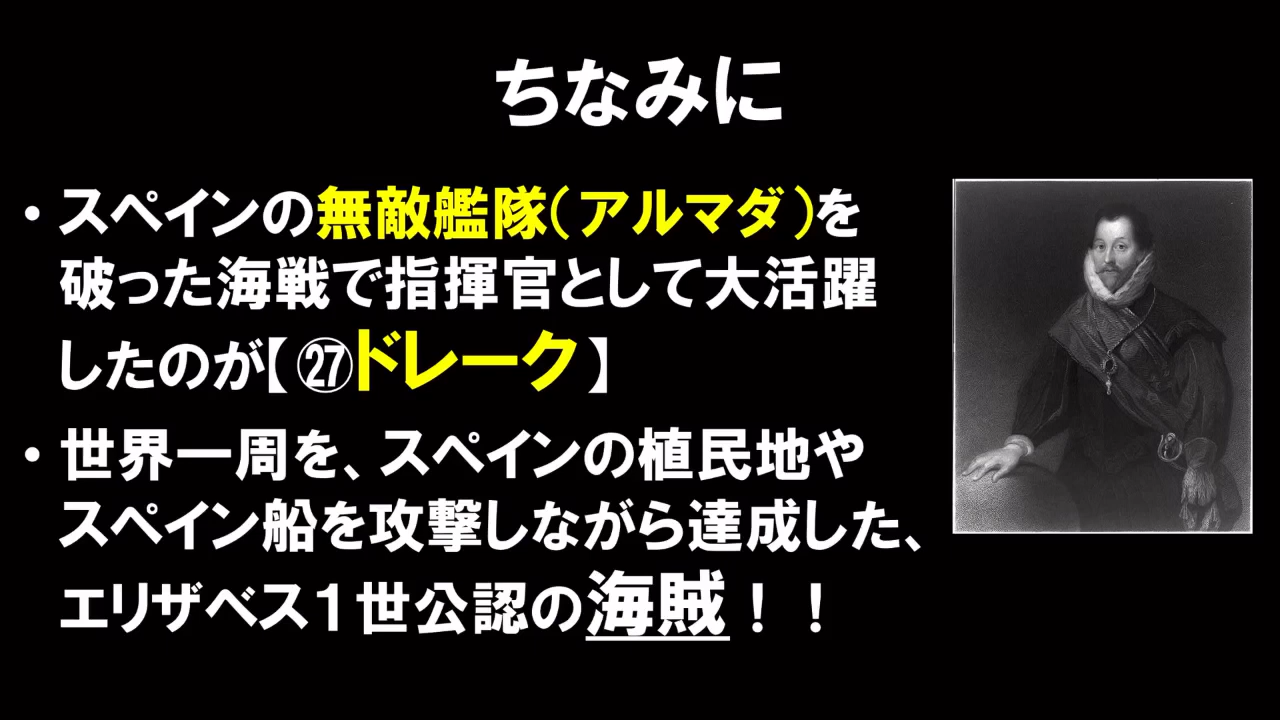 ちなみに
・スペインの無敵艦隊（アルマダ）を
破った海戦で指揮官として大活躍
したのが【㉗ドレーク】
・世界一周を、スペインの植民地や
スペイン船を攻撃しながら達成した、
エリザベス１世公認の海賊！！